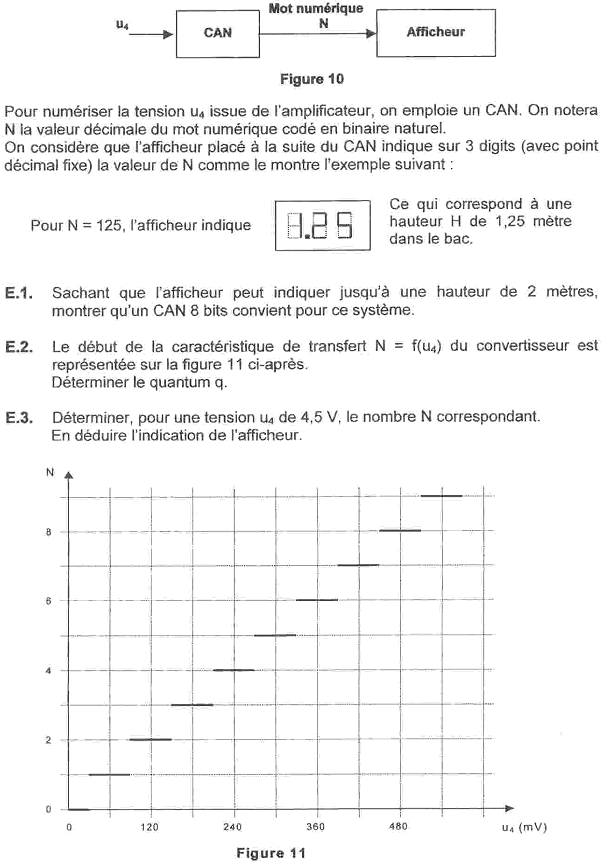 Mot numérique
u4 CAN N Afficheur
Figure 10
Pour numériser la tension u4 issue de l'amplificateur, on emploie un CAN. On notera
N la valeur décimale du mot numérique codé en binaire naturel.
On considère que l'afficheur placé à la suite du CAN indique sur 3 digits (avec point
décimal fixe) la valeur de N comme le montre l'exemple suivant :
Pour N = 125, l'afficheur indique
1.25
Ce qui correspond à une
hauteur H de 1,25 mètre
dans le bac.
E.1. Sachant que l'afficheur peut indiquer jusqu'à une hauteur de 2 mètres,
montrer qu'un CAN 8 bits convient pour ce système.
E.2. Le début de la caractéristique de transfert N = f(u4) du convertisseur est
représentée sur la figure 11 ci-après.
Déterminer le quantum q.
E.3. Déterminer, pour une tension u4 de 4,5 V, le nombre N correspondant.
En déduire l'indication de l'afficheur.
N
8
6
4
2
0
0 120 240 360 480 u4 (mV)
Figure 11